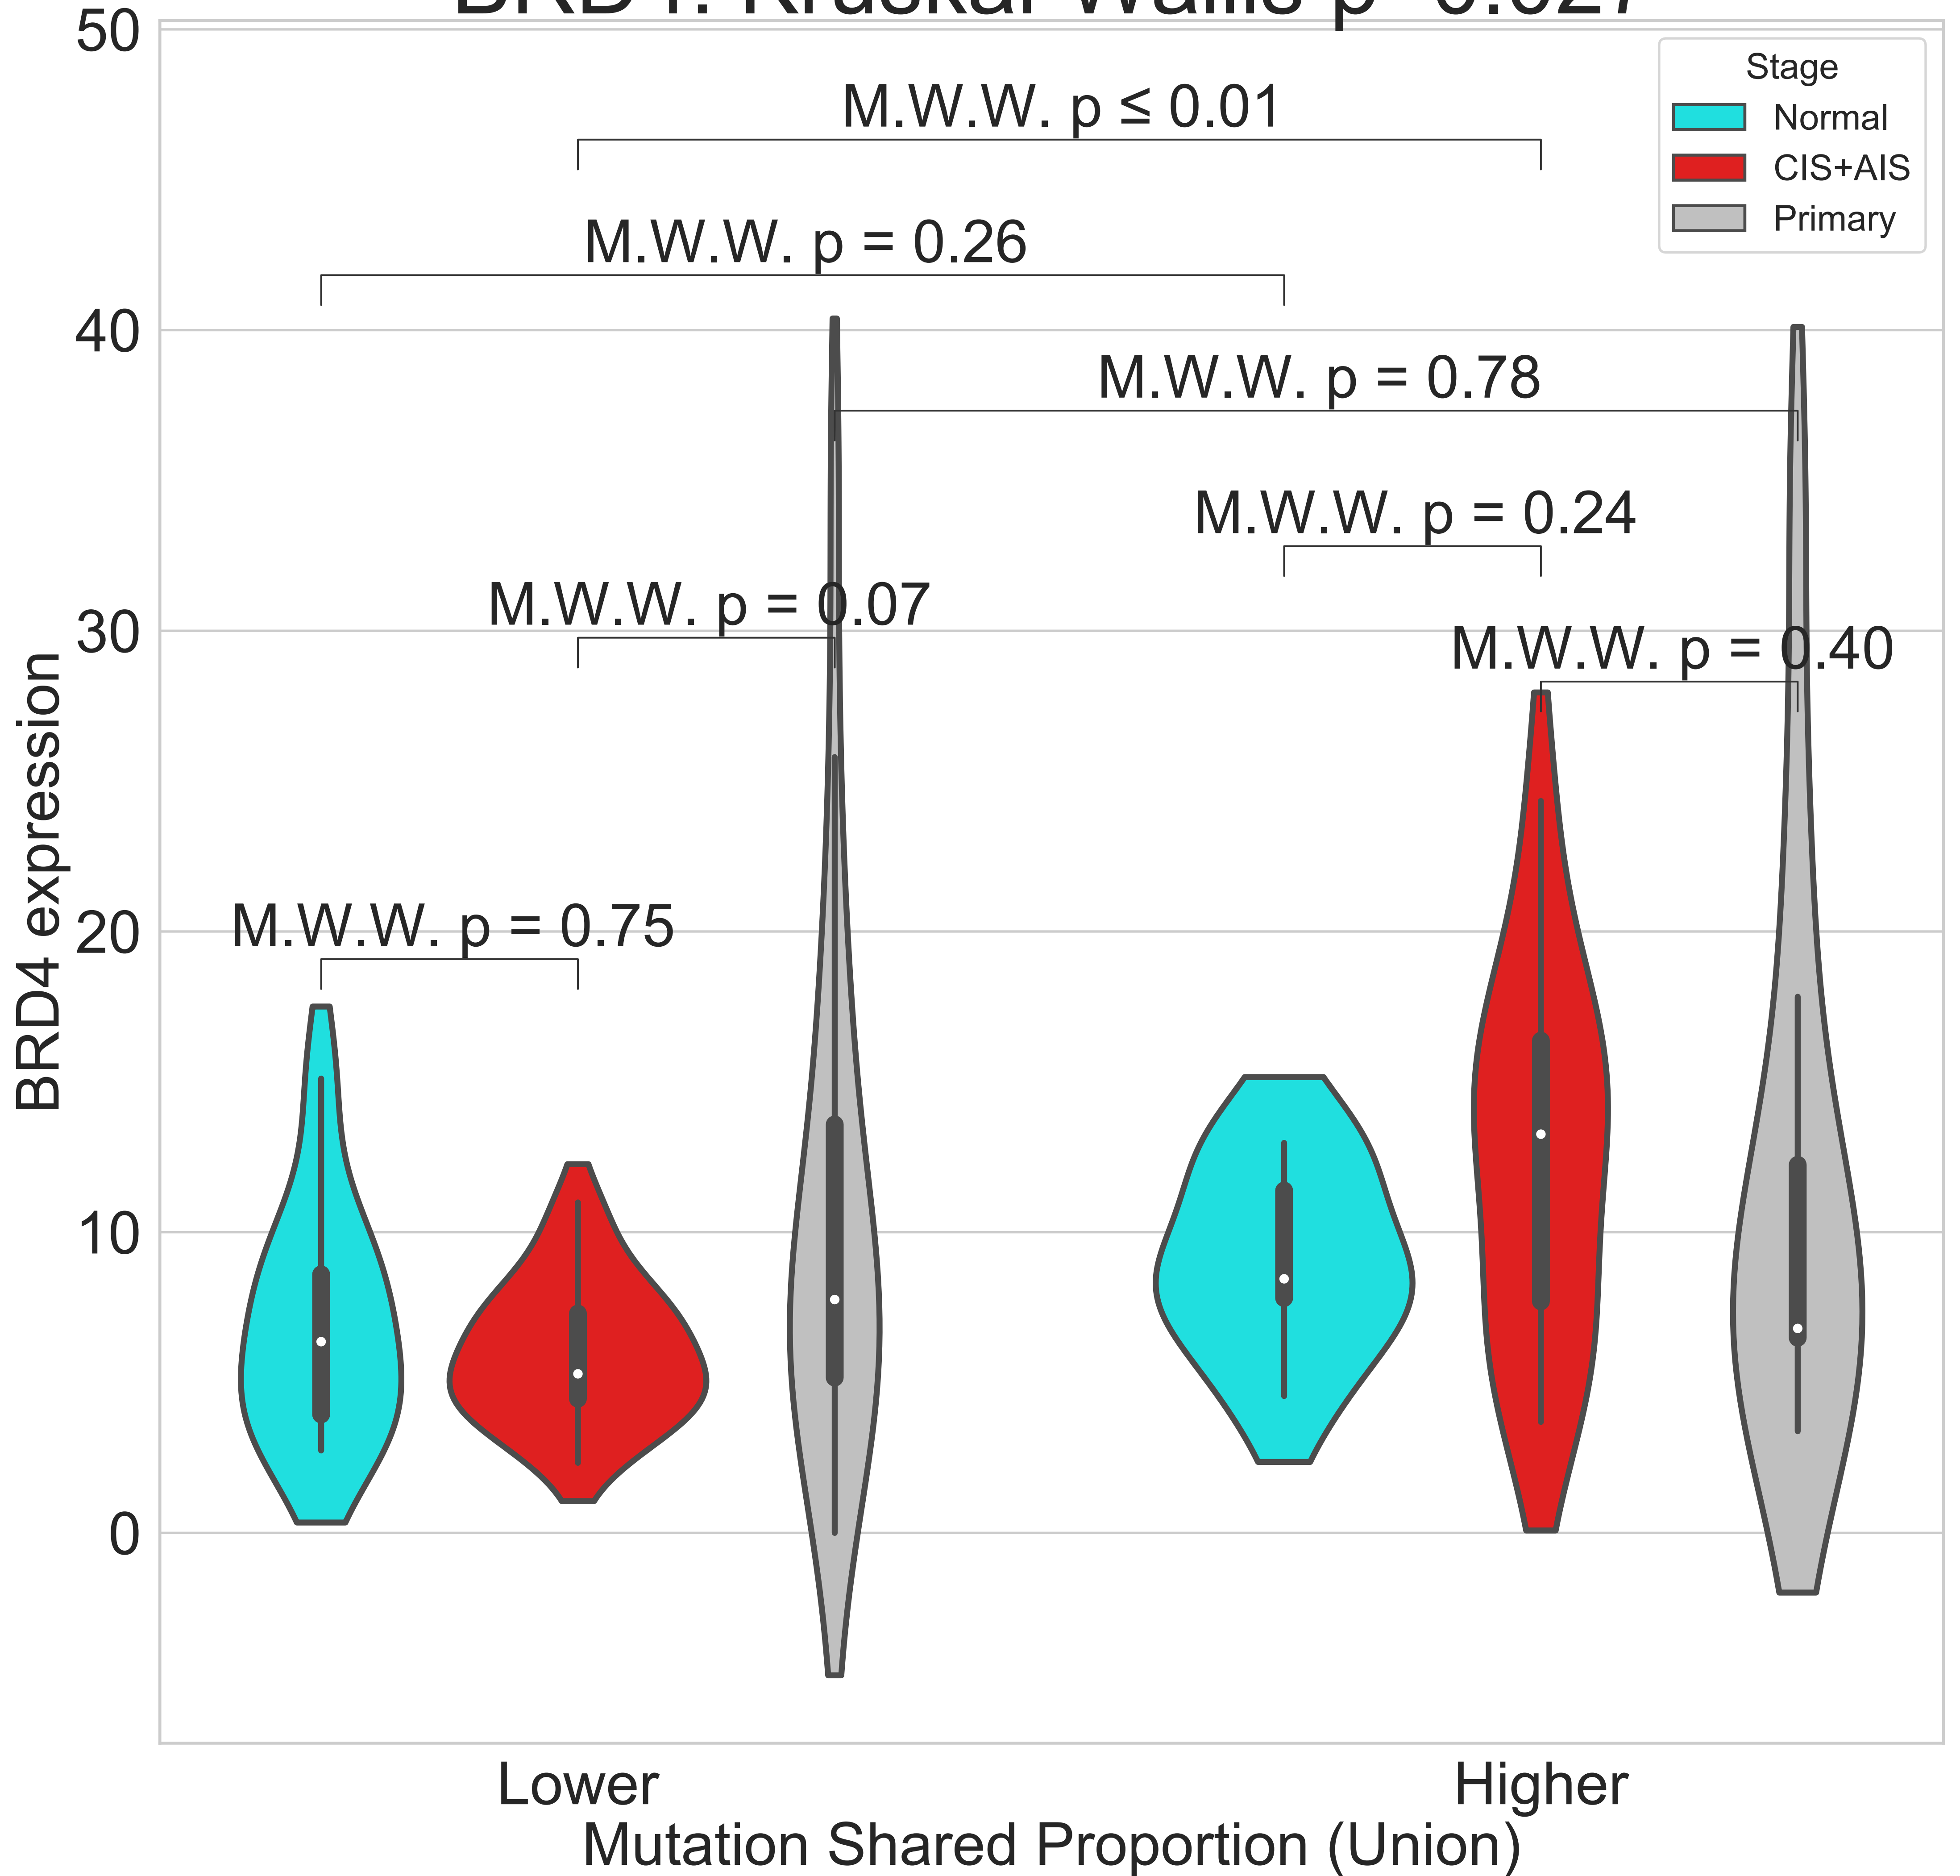 50
40
30
20
10
0
BRD4 expression
Stage
Normal
CIS+AIS
Primary
M.W.W. p ≤ 0.01
M.W.W. p = 0.26
M.W.W. p = 0.78
M.W.W. p = 0.24
M.W.W. p = 0.07
M.W.W. p = 0.40
M.W.W. p = 0.75
Lower
Higher
Mutation Shared Proportion (Union)